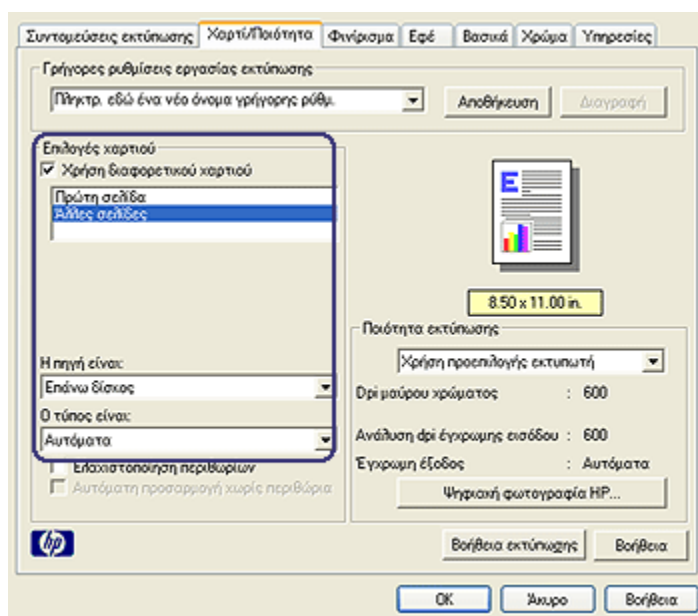 Συντομεύσεις εκτύπωσης Χαρτί/Ποιότητα Φινίρισμα Εφέ Βασικά Χρώμα Υπηρεσίες
Γρήγορες ρυθμίσεις εργασίας εκτύπωσης
Πληκτρ. εδώ ένα νέο όνομα γρήγορης ρύθμ. Αποθήκευση Διαγραφή
Επιλογές χαρτιού
Χρήση διαφορετικού χαρτιού
Πρώτη σελίδα
Άλλες σελίδες
E
8.50 x 11.00 in.
Ποιότητα εκτύπωσης
Χρήση προεπιλογής εκτυπωτή
Η πηγή είναι:
Επάνω δίσκος
Dpi μαύρου χρώματος : 600
Ο τύπος είναι:
Αυτόματα
Ανάλυση dpi έγχρωμης εισόδου : 600
Ελαχιστοποίηση περιθωρίων
Έγχρωμη έξοδος : Αυτόματα
Αυτόματη προσαρμογή χωρίς περιθώρια
Ψηφιακή φωτογραφία HP...
hp
Βοήθεια εκτύπωσης Βοήθεια
OK Άκυρο Βοήθεια